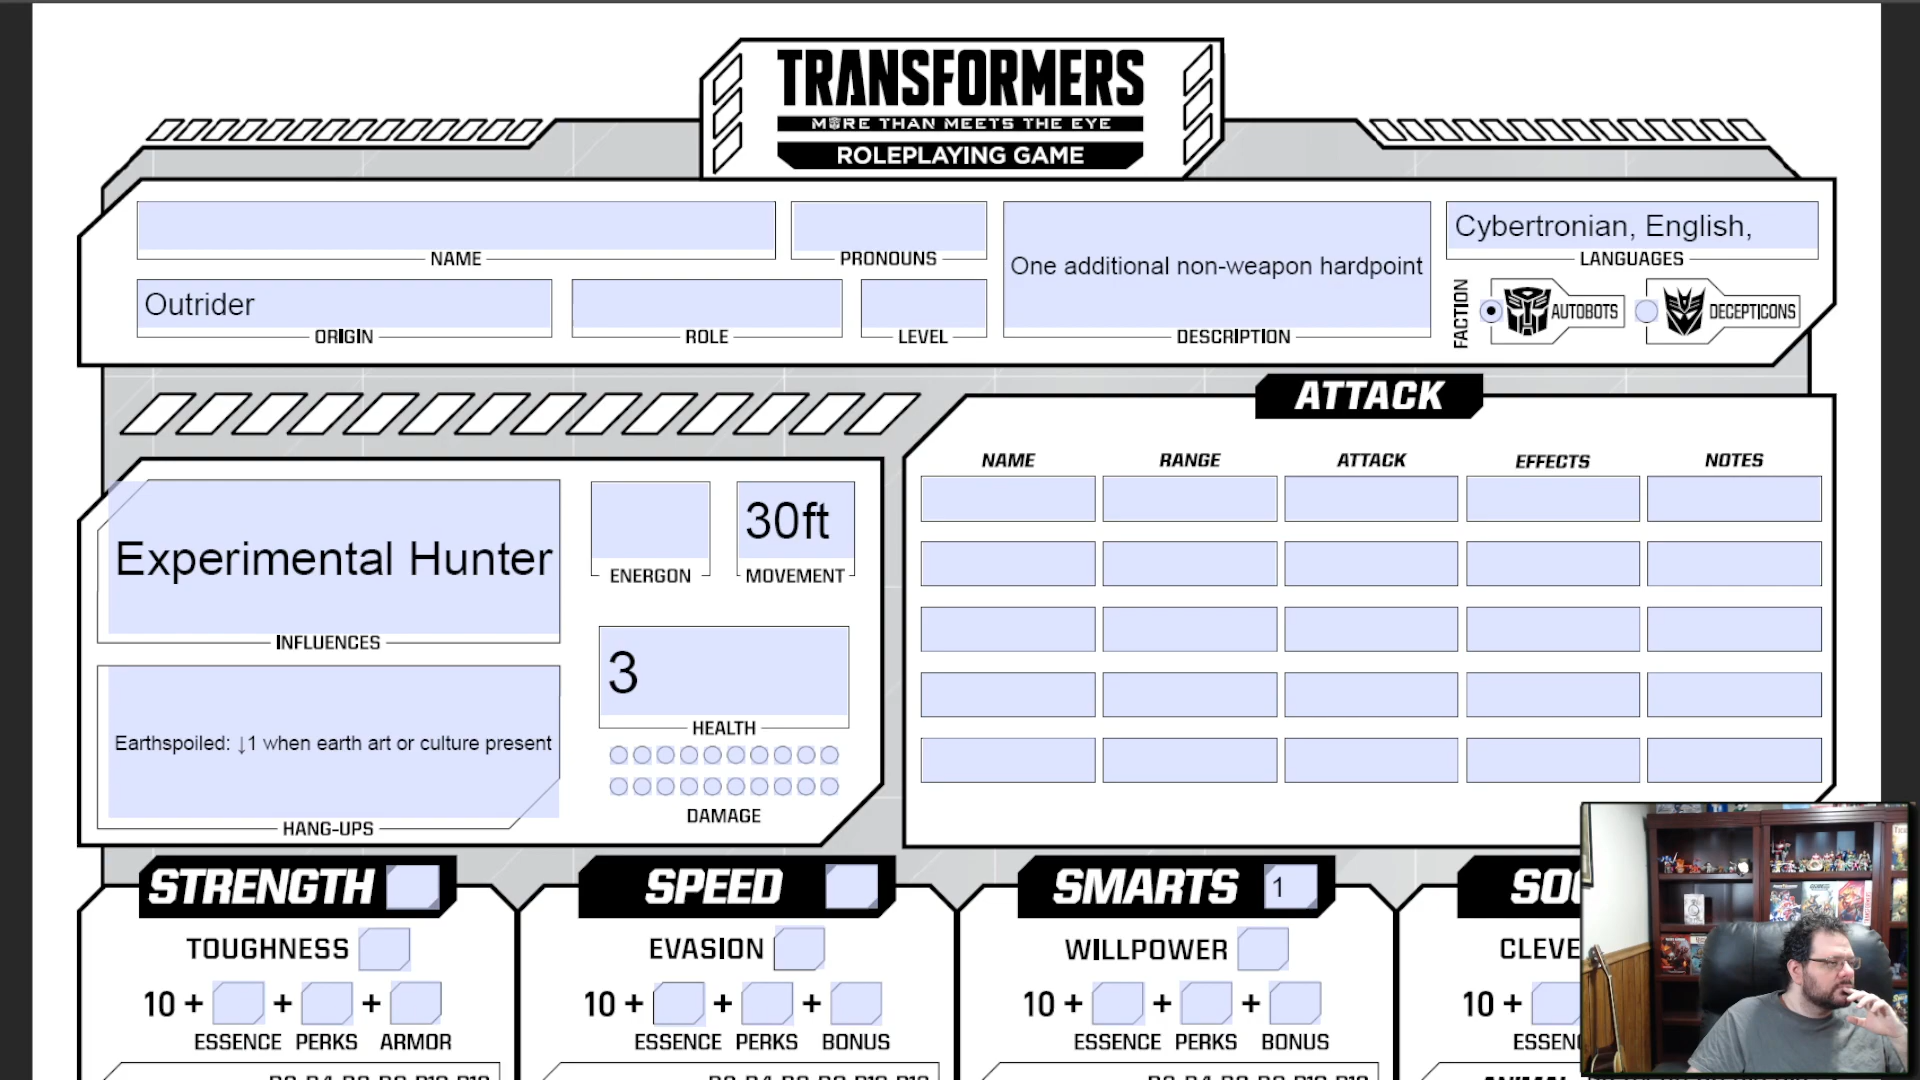 TRANSFORMERS
MORE THAN MEETS THE EYE
ROLEPLAYING GAME
NAME
PRONOUNS
One additional non-weapon hardpoint
DESCRIPTION
Cybertronian, English,
LANGUAGES
Outrider
ORIGIN
ROLE
LEVEL
FACTION
AUTOBOTS
DECEPTICONS
ATTACK
NAME RANGE ATTACK EFFECTS NOTES
Experimental Hunter
INFLUENCES
ENERGON
30ft
MOVEMENT
3
HEALTH
DAMAGE
Earthspoiled: ↓1 when earth art or culture present
HANG-UPS
STRENGTH
TOUGHNESS
10 + + +
ESSENCE PERKS ARMOR
SPEED
EVASION
10 + + +
ESSENCE PERKS BONUS
SMARTS 1
WILLPOWER
10 + + +
ESSENCE PERKS BONUS
SO
CLEVE
10 +
ESSEN